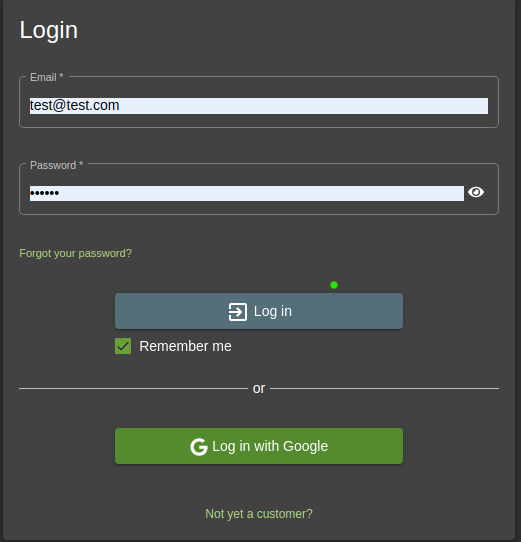 Login
Email *
test@test.com
Password *
••••••
Forgot your password?
Log in
Remember me
or
Log in with Google
Not yet a customer?